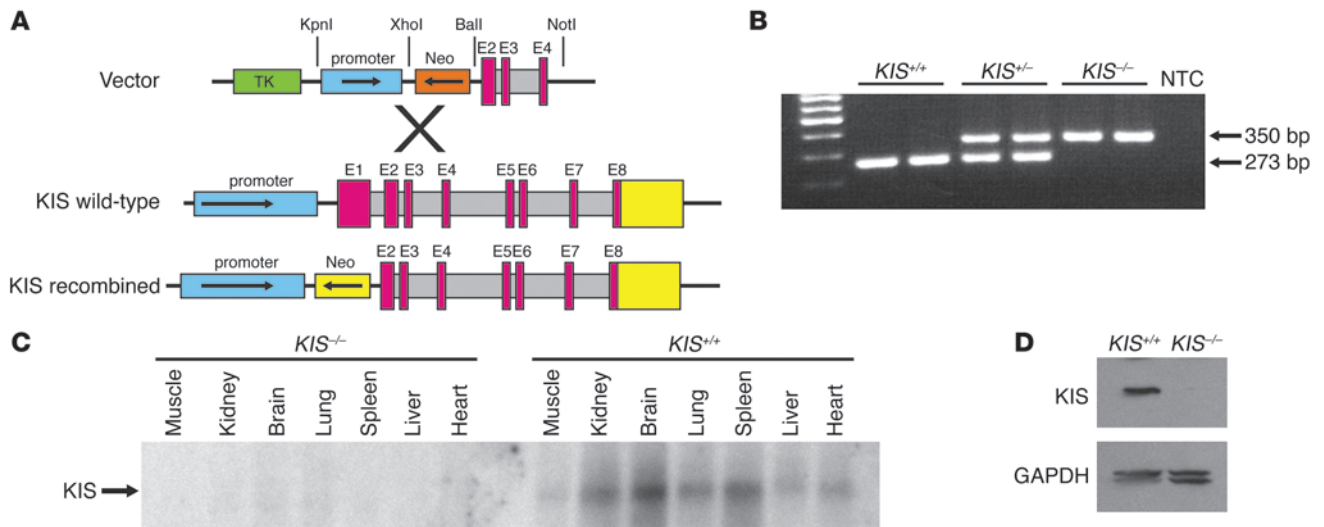 A
KpnI XhoI BalI NotI
promoter Neo E2 E3 E4
Vector TK
promoter E1 E2 E3 E4 E5 E6 E7 E8
KIS wild-type
promoter Neo E2 E3 E4 E5 E6 E7 E8
KIS recombined
B
KIS+/+ KIS+/– KIS–/– NTC
350 bp
273 bp
C
KIS–/– KIS+/+
Muscle Kidney Brain Lung Spleen Liver Heart Muscle Kidney Brain Lung Spleen Liver Heart
KIS
D
KIS+/+ KIS–/–
KIS
GAPDH